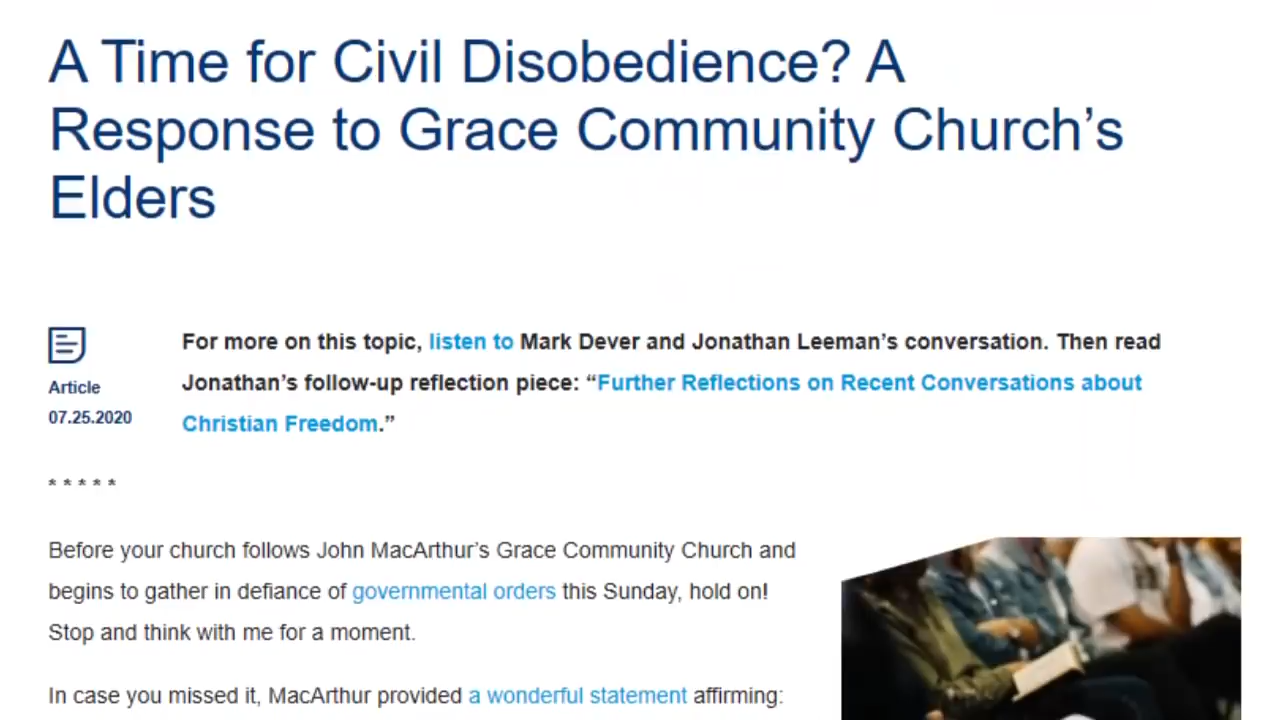 A Time for Civil Disobedience? A
Response to Grace Community Church’s
Elders
Article
07.25.2020
For more on this topic, listen to Mark Dever and Jonathan Leeman’s conversation. Then read
Jonathan’s follow-up reflection piece: “Further Reflections on Recent Conversations about
Christian Freedom.”
* * * * *
Before your church follows John MacArthur’s Grace Community Church and
begins to gather in defiance of governmental orders this Sunday, hold on!
Stop and think with me for a moment.
In case you missed it, MacArthur provided a wonderful statement affirming: